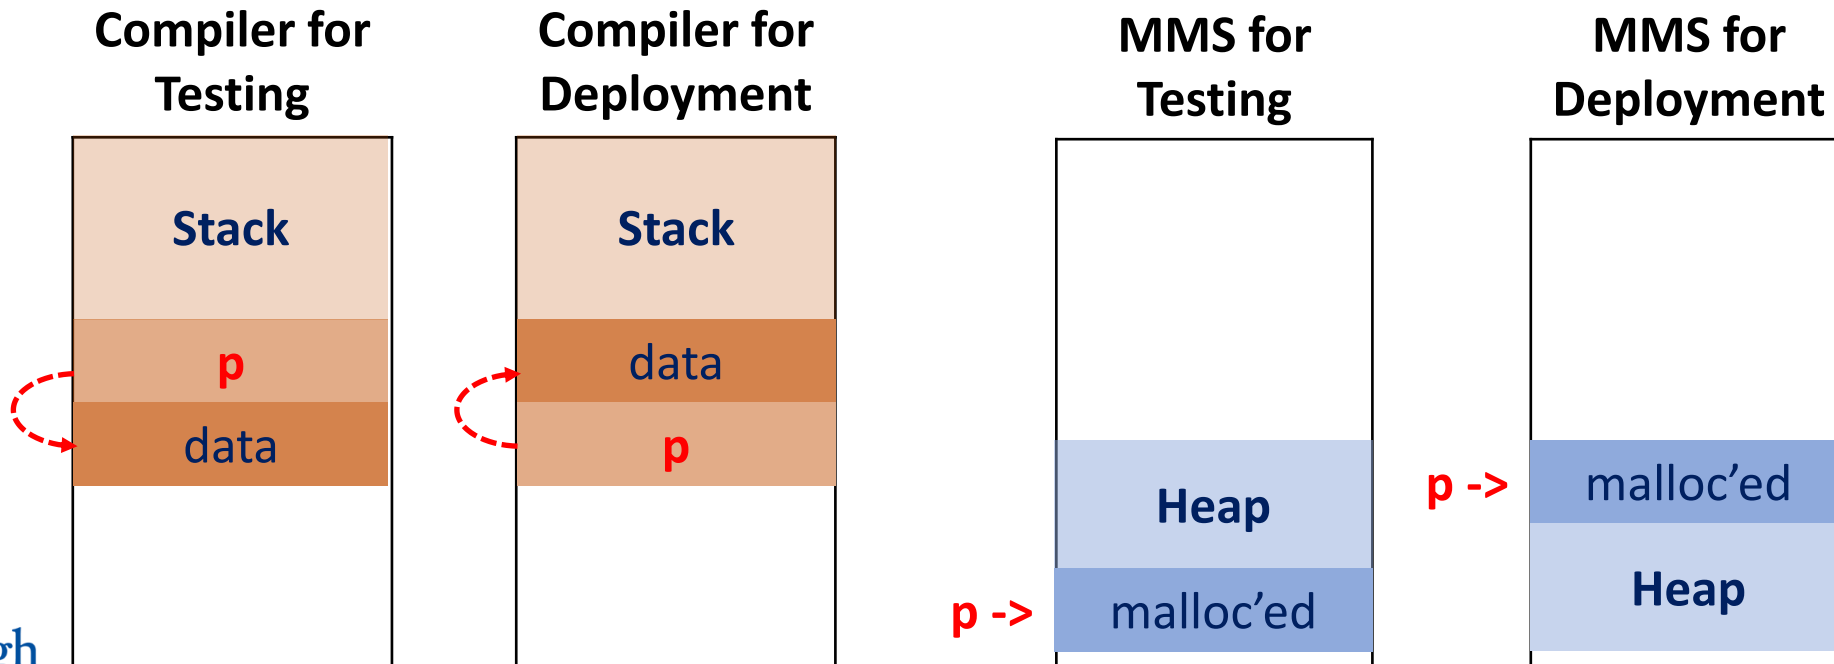 Compiler for
Testing
Stack
p
data
Compiler for
Deployment
Stack
data
p
MMS for
Testing
Heap
p -> malloc’ed
MMS for
Deployment
p -> malloc’ed
Heap
gh